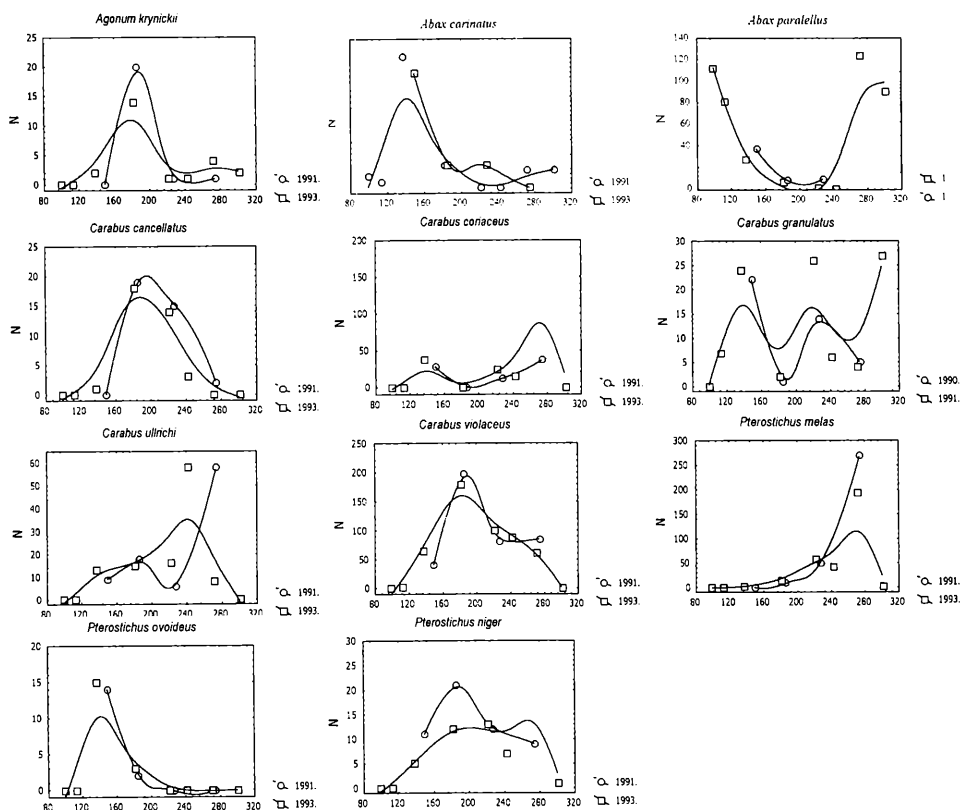 Agonum krynickii
25
20
15
10
5
0
N
80 120 160 200 240 280 320
1991.
1993.
Abax carinatus
N
80 120 160 200 240 280 320
1991
1993
Abax paralellus
140
120
100
80
60
40
20
0
N
80 120 160 200 240 280 320
1
1
Carabus cancellatus
25
20
15
10
5
0
N
80 120 160 200 240 280 320
1991.
1993.
Carabus coriaceus
200
150
100
50
0
N
80 120 160 200 240 280 320
1991.
1993.
Carabus granulatus
30
25
20
15
10
5
0
N
80 120 160 200 240 280 320
1990.
1991.
Carabus ullrichi
60
50
40
30
20
10
0
N
80 120 160 200 240 280 320
1991.
1993.
Carabus violaceus
250
200
150
100
50
0
N
80 120 160 200 240 280 320
1991.
1993.
Pterostichus melas
300
250
200
150
100
50
0
N
80 120 160 200 240 280 320
1991.
1993.
Pterostichus ovoideus
20
15
10
5
0
N
80 120 160 200 240 280 320
1991.
1993.
Pterostichus niger
30
25
20
15
10
5
0
N
80 120 160 200 240 280 320
1991.
1993.